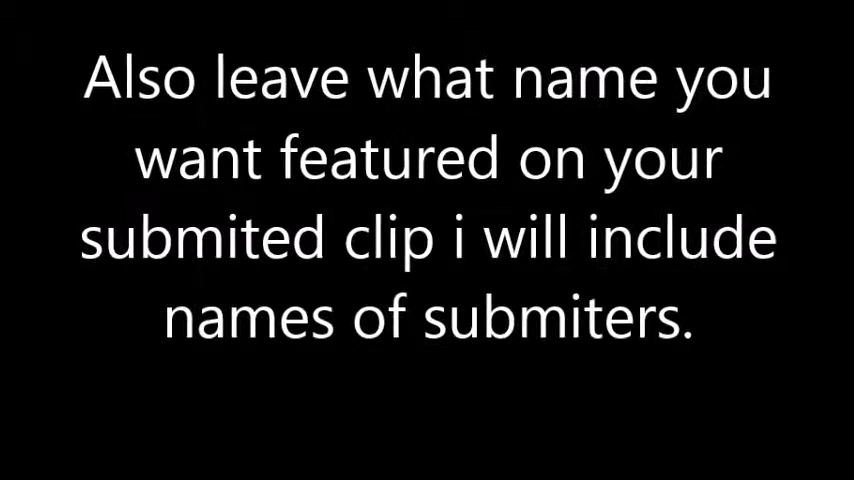 Also leave what name you
want featured on your
submited clip i will include
names of submiters.